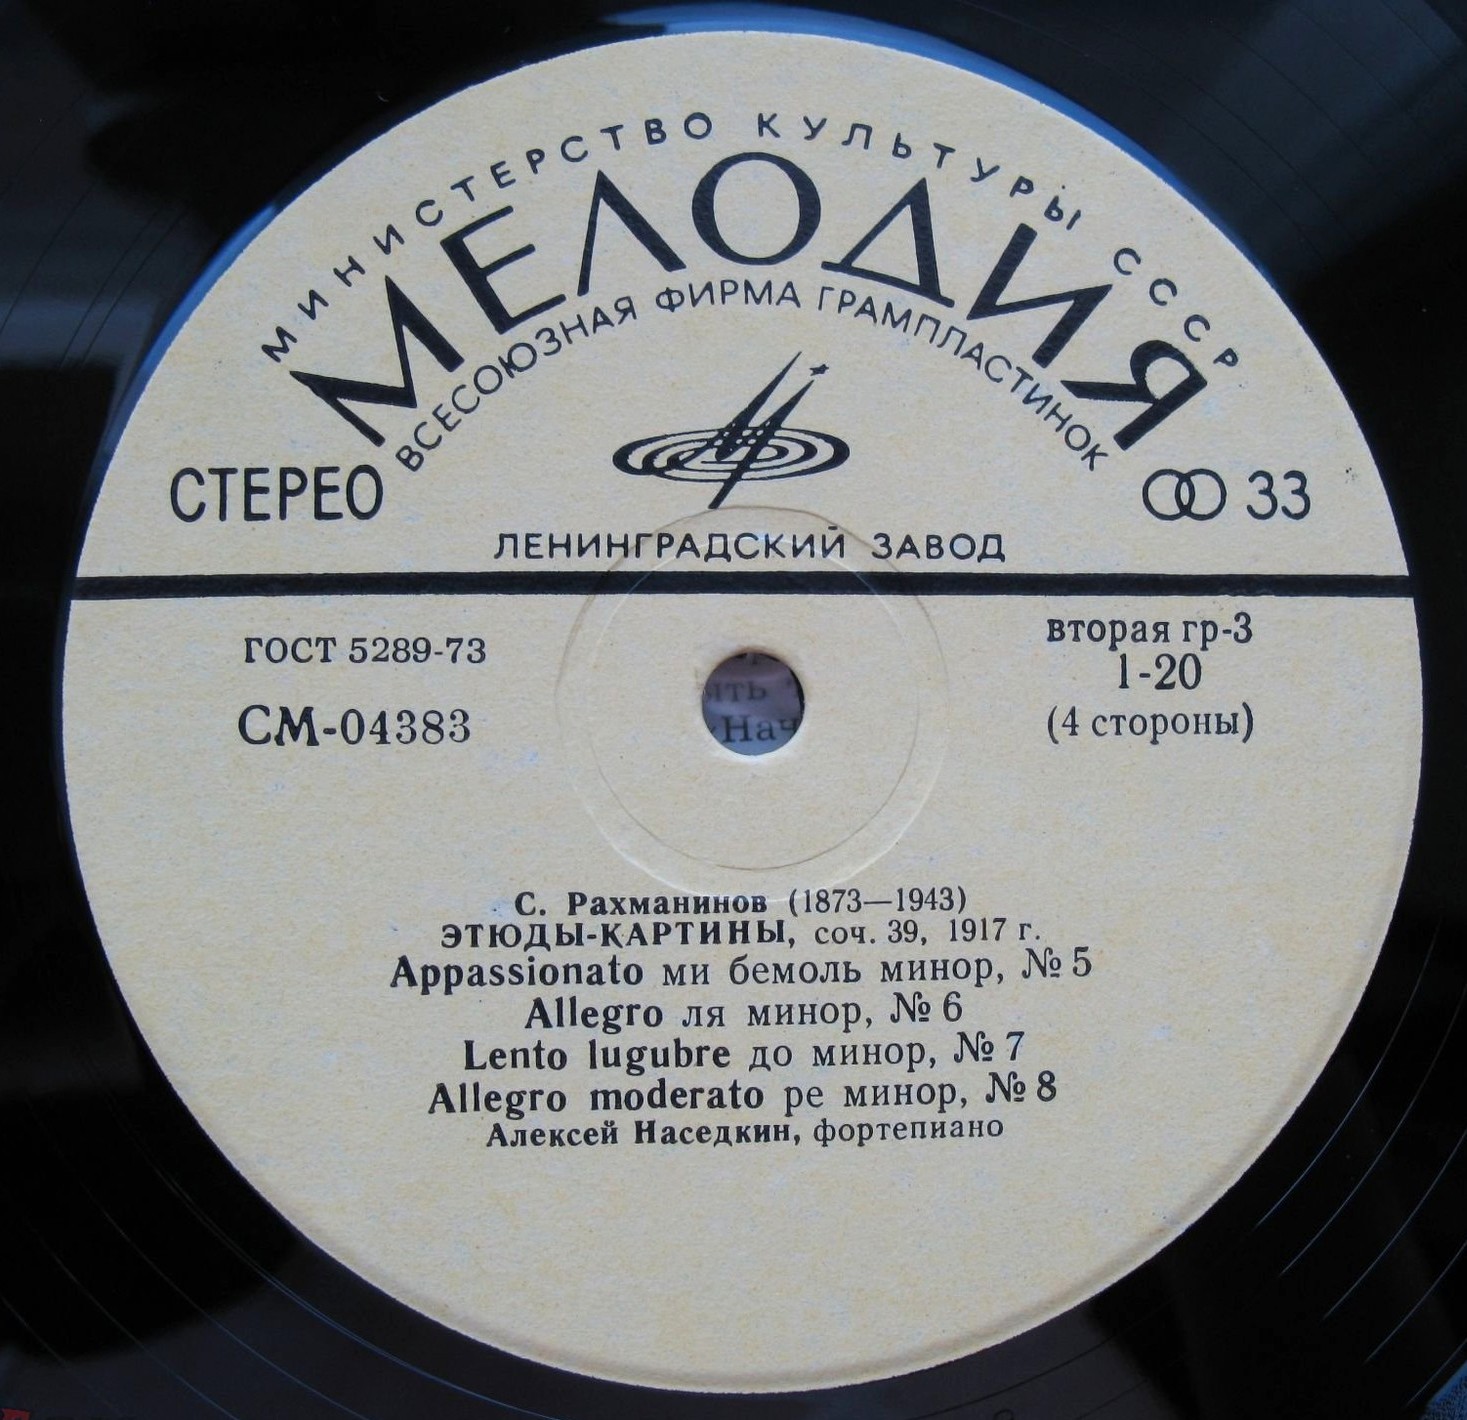 МИНИСТЕРСТВО КУЛЬТУРЫ СССР
МЕЛОДИЯ
ВСЕСОЮЗНАЯ ФИРМА ГРАМПЛАСТИНОК
СТЕРЕО
33
ЛЕНИНГРАДСКИЙ ЗАВОД
ГОСТ 5289-73
вторая гр-3
1-20
СМ-04383
(4 стороны)
С. Рахманинов (1873—1943)
ЭТЮДЫ-КАРТИНЫ, соч. 39, 1917 г.
Appassionato ми бемоль минор, № 5
Allegro ля минор, № 6
Lento lugubre до минор, № 7
Allegro moderato ре минор, № 8
Алексей Наседкин, фортепиано